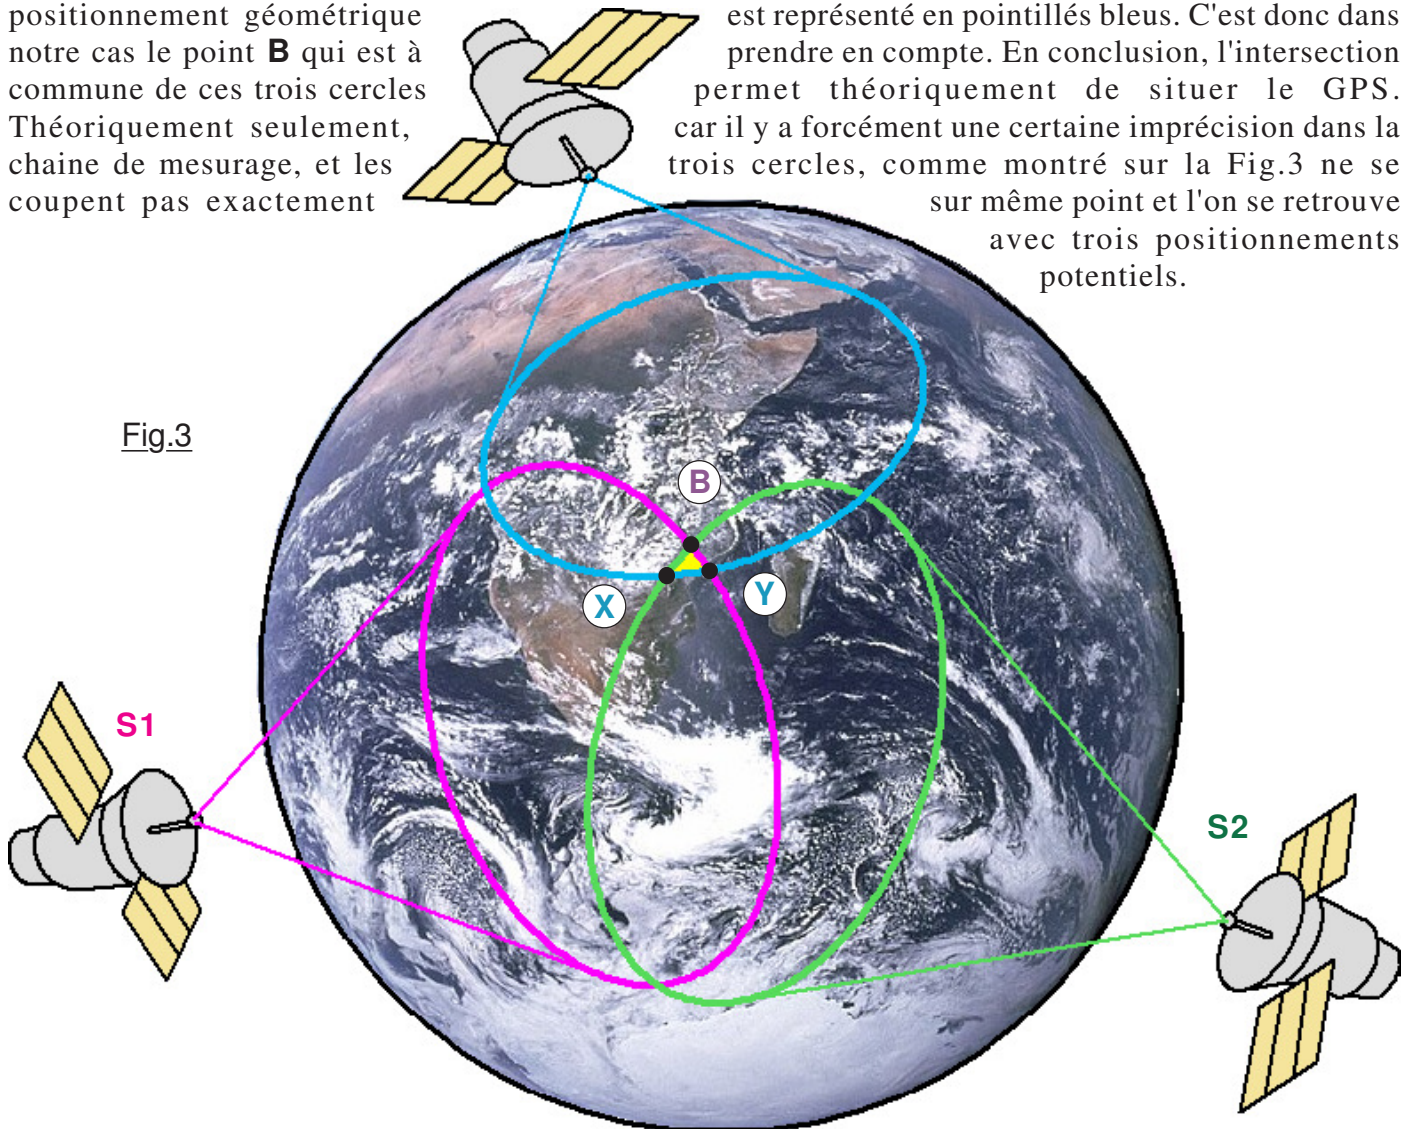 positionnement géométrique est représenté en pointillés bleus. C'est donc dans
notre cas le point B qui est à prendre en compte. En conclusion, l'intersection
commune de ces trois cercles permet théoriquement de situer le GPS.
Théoriquement seulement, car il y a forcément une certaine imprécision dans la
chaine de mesurage, et les trois cercles, comme montré sur la Fig.3 ne se
coupent pas exactement sur même point et l'on se retrouve
avec trois positionnements
potentiels.
Fig.3
B
X
Y
S1
S2